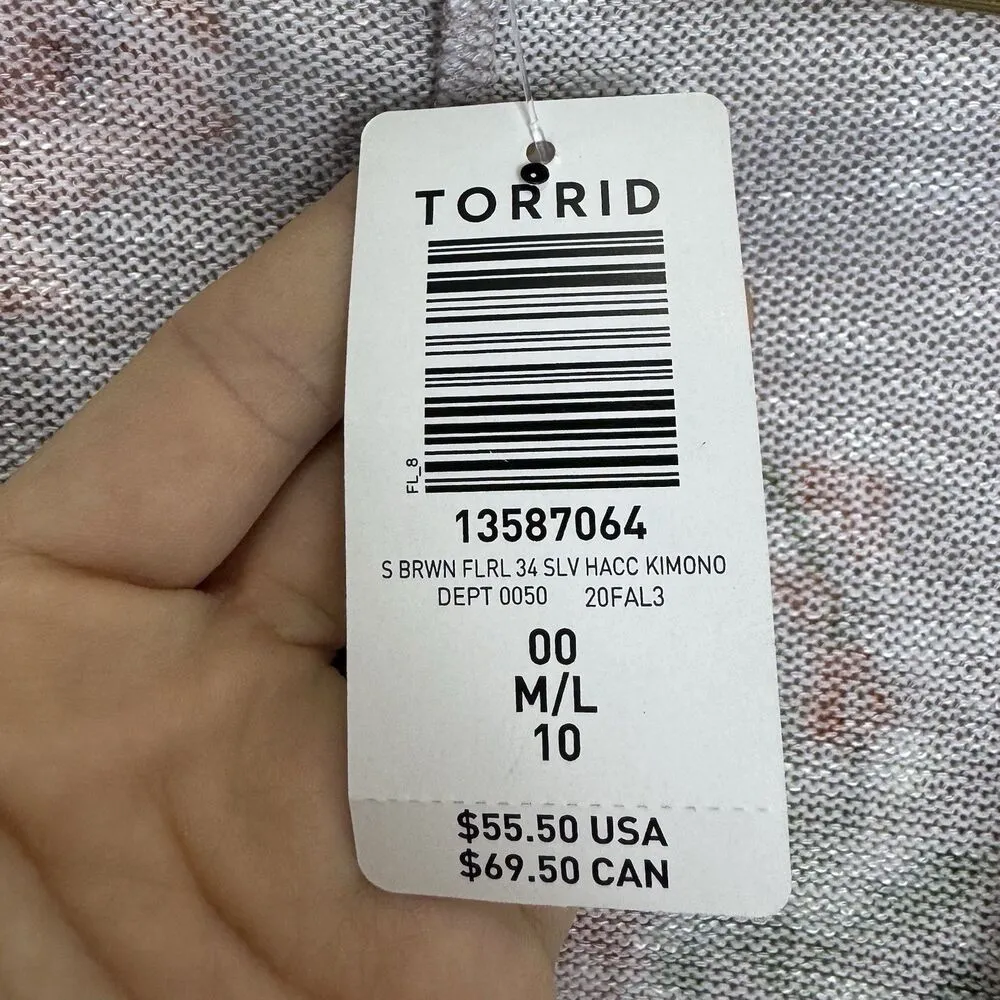 TORRID
FL_8
13587064
S BRWN FLRL 34 SLV HACC KIMONO
DEPT 0050 20FAL3
00
M/L
10
$55.50 USA
$69.50 CAN